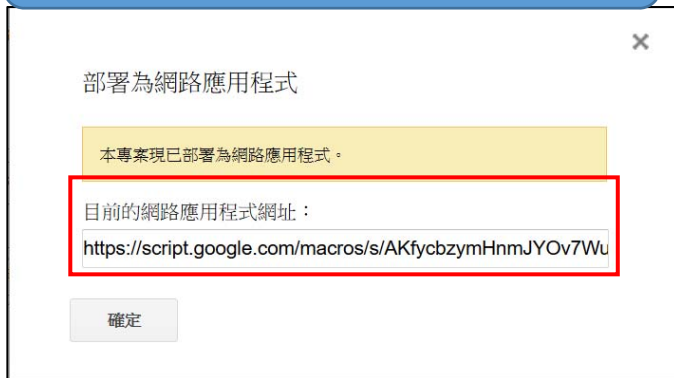 部署為網路應用程式
本專案現已部署為網路應用程式。
目前的網路應用程式網址：
https://script.google.com/macros/s/AKfycbzymHnmJYOv7Wu
確定